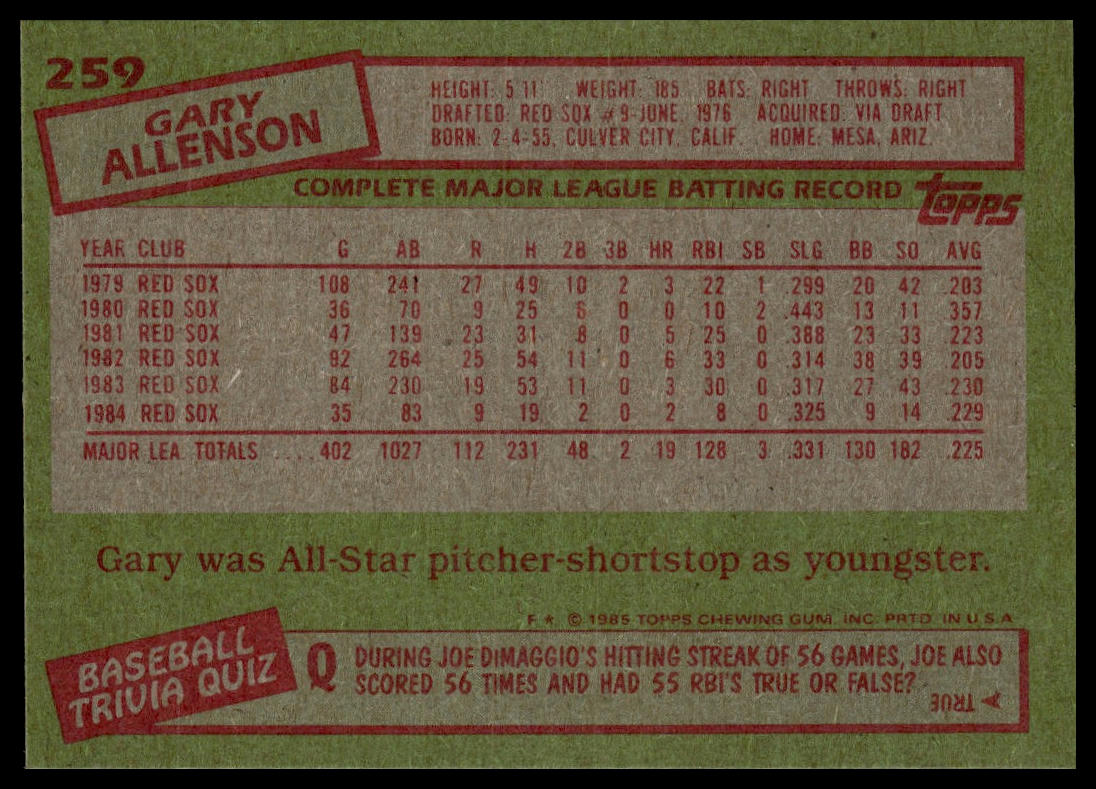 259
GARY
ALLENSON
HEIGHT: 5 11" WEIGHT: 185 BATS: RIGHT THROWS: RIGHT
DRAFTED: RED SOX #9-JUNE, 1976 ACQUIRED: VIA DRAFT
BORN: 2-4-55, CULVER CITY, CALIF. HOME: MESA, ARIZ.
COMPLETE MAJOR LEAGUE BATTING RECORD
topps
YEAR CLUB G AB R H 2B 3B HR RBI SB SLG BB SO AVG
1979 RED SOX 108 241 27 49 10 2 3 22 1 .299 20 42 .203
1980 RED SOX 36 70 9 25 6 0 0 10 2 .443 13 11 .357
1981 RED SOX 47 139 23 31 8 0 5 25 0 .388 23 33 .223
1982 RED SOX 92 264 25 54 11 0 6 33 0 .314 38 39 .205
1983 RED SOX 84 230 19 53 11 0 3 30 0 .317 27 43 .230
1984 RED SOX 35 83 9 19 2 0 2 8 0 .325 9 14 .229
MAJOR LEA. TOTALS .... 402 1027 112 231 48 2 19 128 3 .331 130 182 .225
Gary was All-Star pitcher-shortstop as youngster.
F ★ © 1985 TOPPS CHEWING GUM, INC. PRTD. IN U.S.A.
BASEBALL
TRIVIA QUIZ
Q DURING JOE DIMAGGIO'S HITTING STREAK OF 56 GAMES, JOE ALSO
SCORED 56 TIMES AND HAD 55 RBI'S TRUE OR FALSE?
TRUE